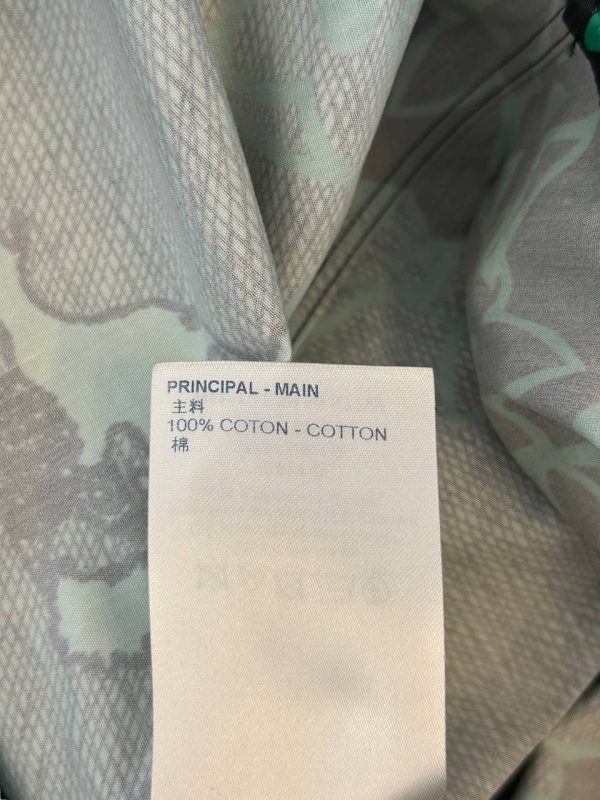 PRINCIPAL - MAIN
主料
100% COTON - COTTON
棉